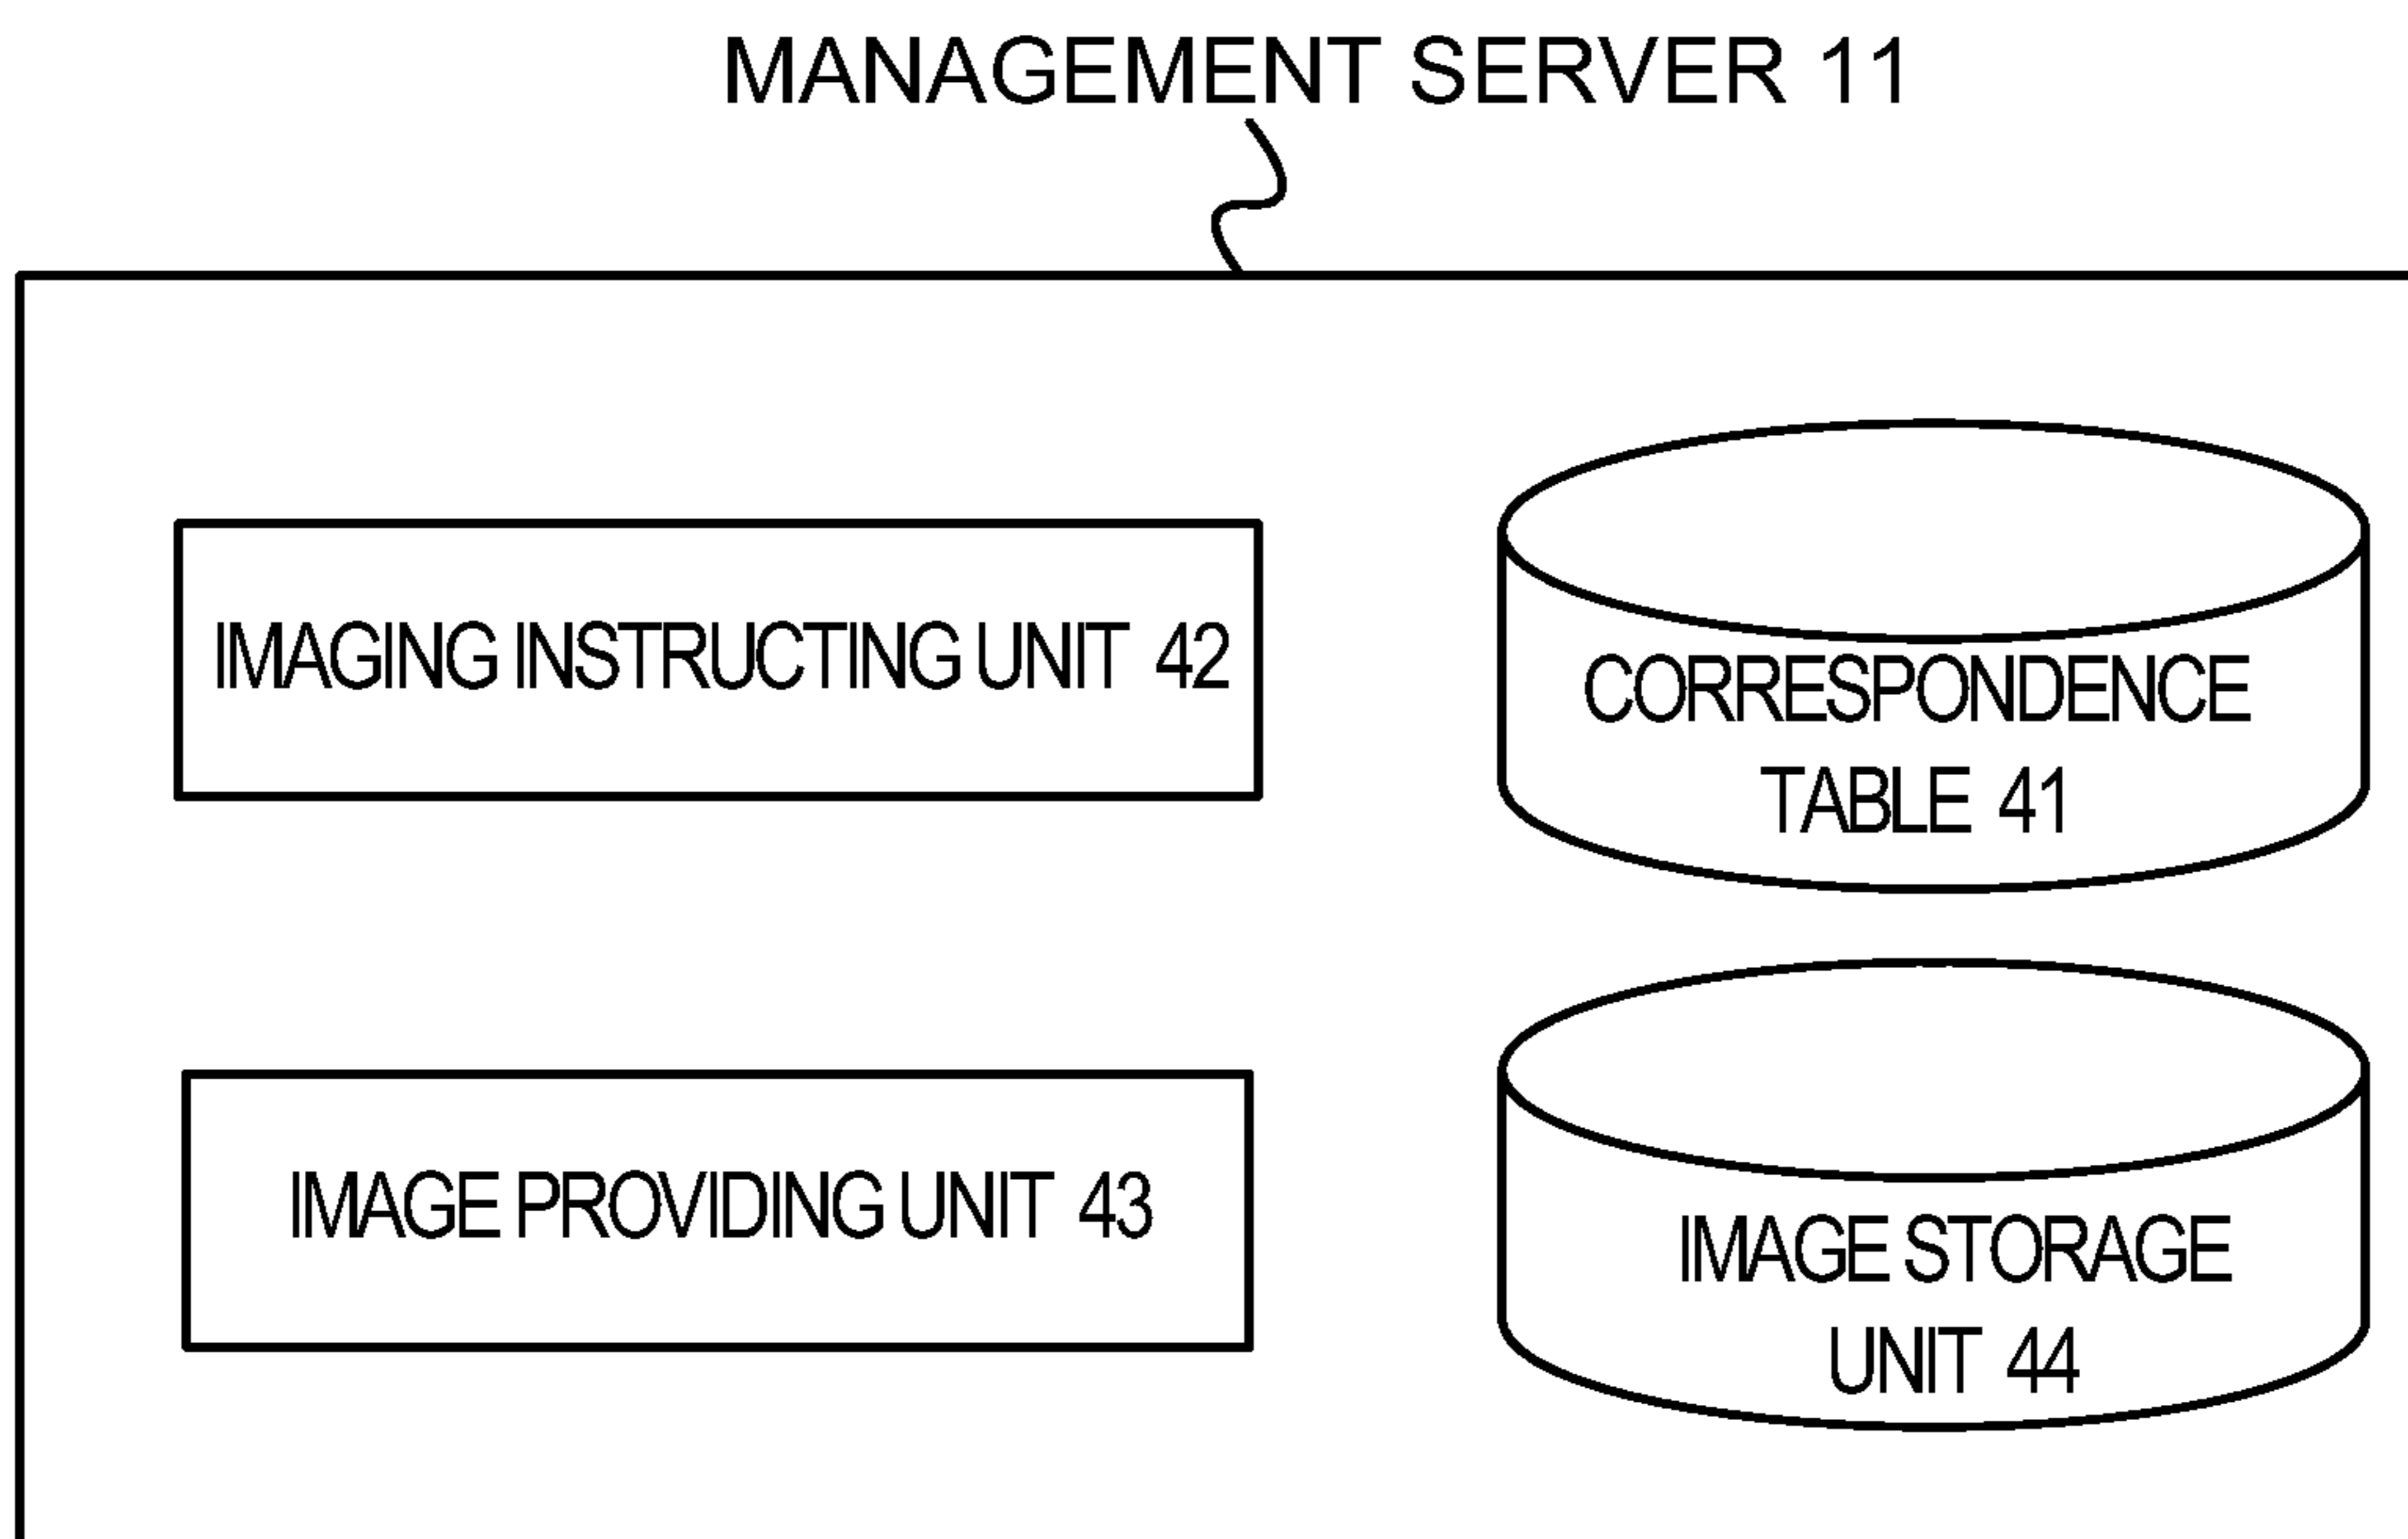 MANAGEMENT SERVER 11
IMAGING INSTRUCTING UNIT 42
CORRESPONDENCE
TABLE 41
IMAGE PROVIDING UNIT 43
IMAGE STORAGE
UNIT 44